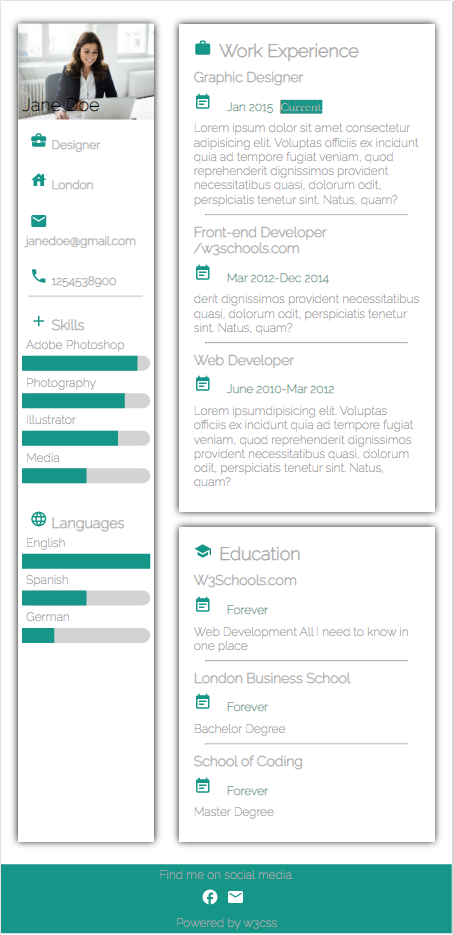 Jane Doe
Designer
London
janedoe@gmail.com
1254538900
Skills
Adobe Photoshop
Photography
Illustrator
Media
Languages
English
Spanish
German
Work Experience
Graphic Designer
Jan 2015 Current
Lorem ipsum dolor sit amet consectetur
adipisicing elit. Voluptas officiis ex incidunt
quia ad tempore fugiat veniam, quod
reprehenderit dignissimos provident
necessitatibus quasi, dolorum odit,
perspiciatis tenetur sint. Natus, quam?
Front-end Developer
/w3schools.com
Mar 2012-Dec 2014
derit dignissimos provident necessitatibus
quasi, dolorum odit, perspiciatis tenetur
sint. Natus, quam?
Web Developer
June 2010-Mar 2012
Lorem ipsumdipisicing elit. Voluptas
officiis ex incidunt quia ad tempore fugiat
veniam, quod reprehenderit dignissimos
provident necessitatibus quasi, dolorum
odit, perspiciatis tenetur sint. Natus,
quam?
Education
W3Schools.com
Forever
Web Development All I need to know in
one place
London Business School
Forever
Bachelor Degree
School of Coding
Forever
Master Degree
Find me on social media.
Powered by w3css